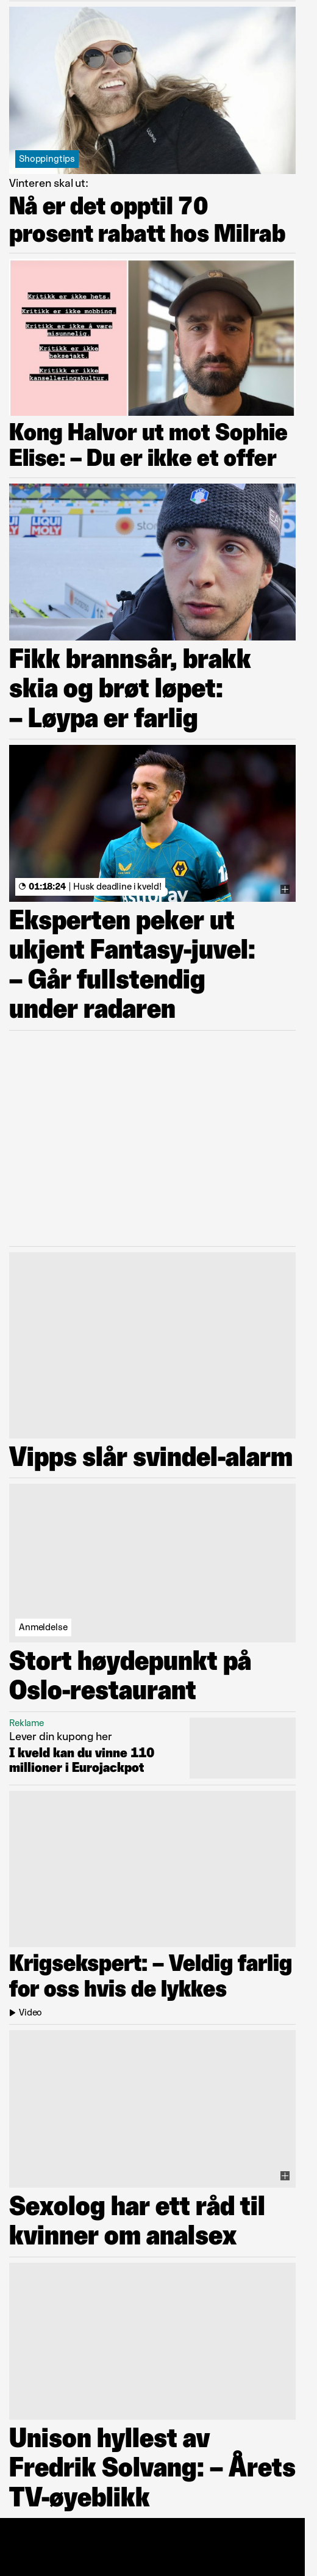 Shoppingtips
Vinteren skal ut:
Nå er det opptil 70
prosent rabatt hos Milrab
Kritikk er ikke hets.
Kritikk er ikke mobbing.
Kritikk er ikke å være
misunnelig.
Kritikk er ikke
heksejakt.
Kritikk er ikke
kanselleringskultur.
Kong Halvor ut mot Sophie
Elise: – Du er ikke et offer
LIQUI
MOLY
Fikk brannsår, brakk
skia og brøt løpet:
– Løypa er farlig
01:18:24 | Husk deadline i kveld!
Eksperten peker ut
ukjent Fantasy-juvel:
– Går fullstendig
under radaren
Vipps slår svindel-alarm
Anmeldelse
Stort høydepunkt på
Oslo-restaurant
Reklame
Lever din kupong her
I kveld kan du vinne 110
millioner i Eurojackpot
Krigsekspert: – Veldig farlig
for oss hvis de lykkes
Video
Sexolog har ett råd til
kvinner om analsex
Unison hyllest av
Fredrik Solvang: – Årets
TV-øyeblikk